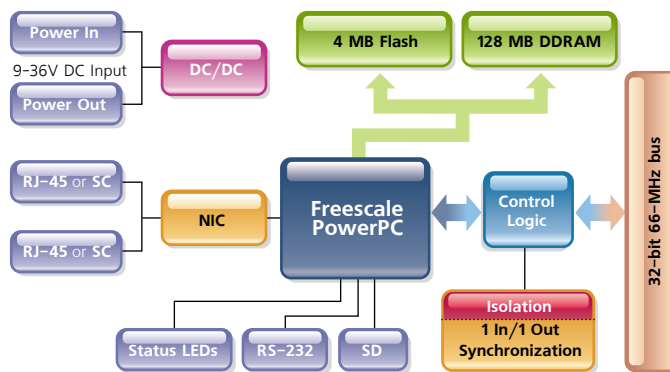 Power In
9-36V DC Input
Power Out
DC/DC
4 MB Flash
128 MB DDRAM
RJ-45 or SC
RJ-45 or SC
NIC
Freescale
PowerPC
Control
Logic
32-bit 66-MHz bus
Isolation
1 In/1 Out
Synchronization
Status LEDs
RS-232
SD